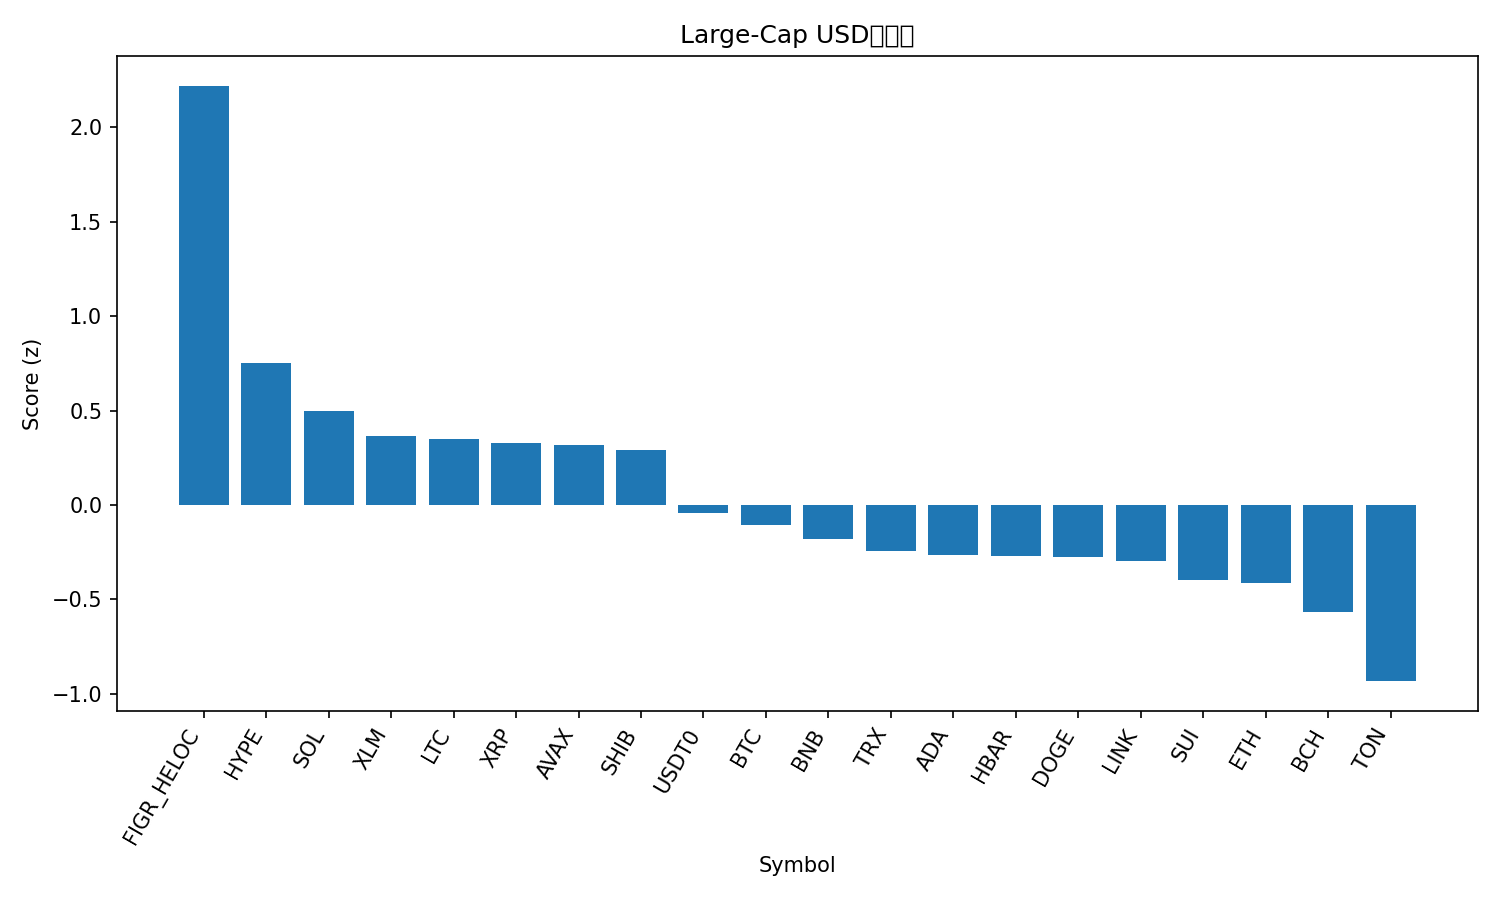 Large-Cap USD
Score (z)
2.0
1.5
1.0
0.5
0.0
−0.5
−1.0
FIGR_HELOC
HYPE
SOL
XLM
LTC
XRP
AVAX
SHIB
USDT0
BTC
BNB
TRX
ADA
HBAR
DOGE
LINK
SUI
ETH
BCH
TON
Symbol